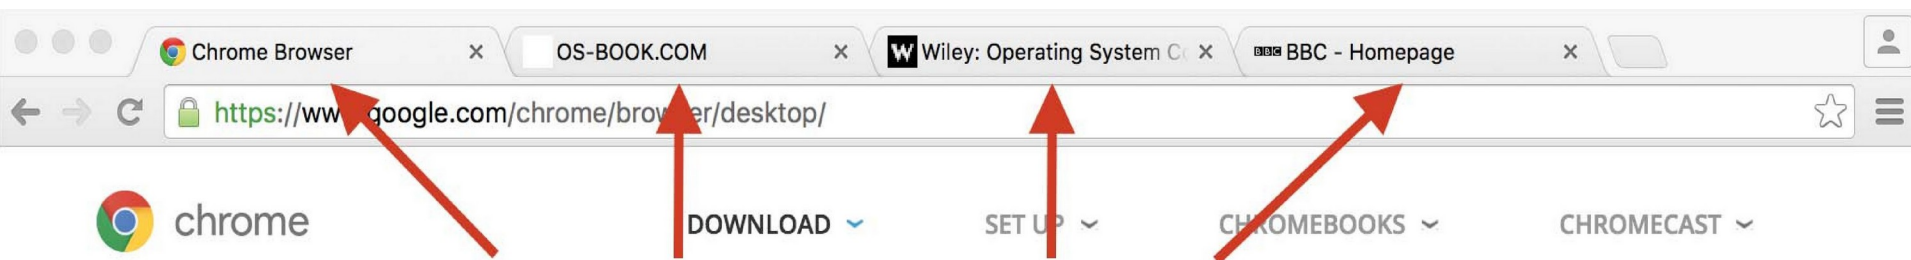 Chrome Browser × OS-BOOK.COM × Wiley: Operating System × BBC BBC - Homepage ×
https://www.google.com/chrome/browser/desktop/
chrome DOWNLOAD SET UP CHROMEBOOKS CHROMECAST